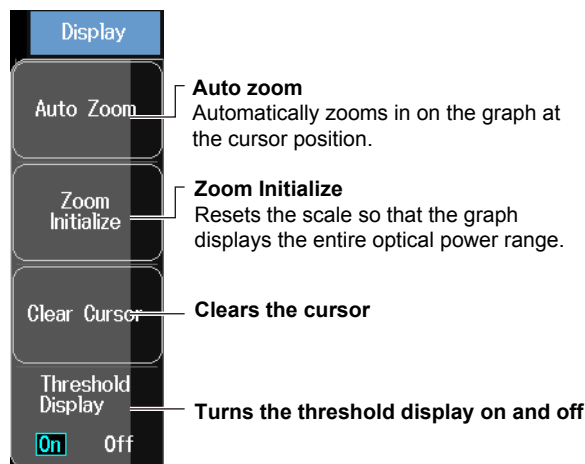 Display
Auto Zoom
Auto zoom
Automatically zooms in on the graph at
the cursor position.
Zoom
Initialize
Zoom Initialize
Resets the scale so that the graph
displays the entire optical power range.
Clear Cursor
Clears the cursor
Threshold
Display
On Off
Turns the threshold display on and off